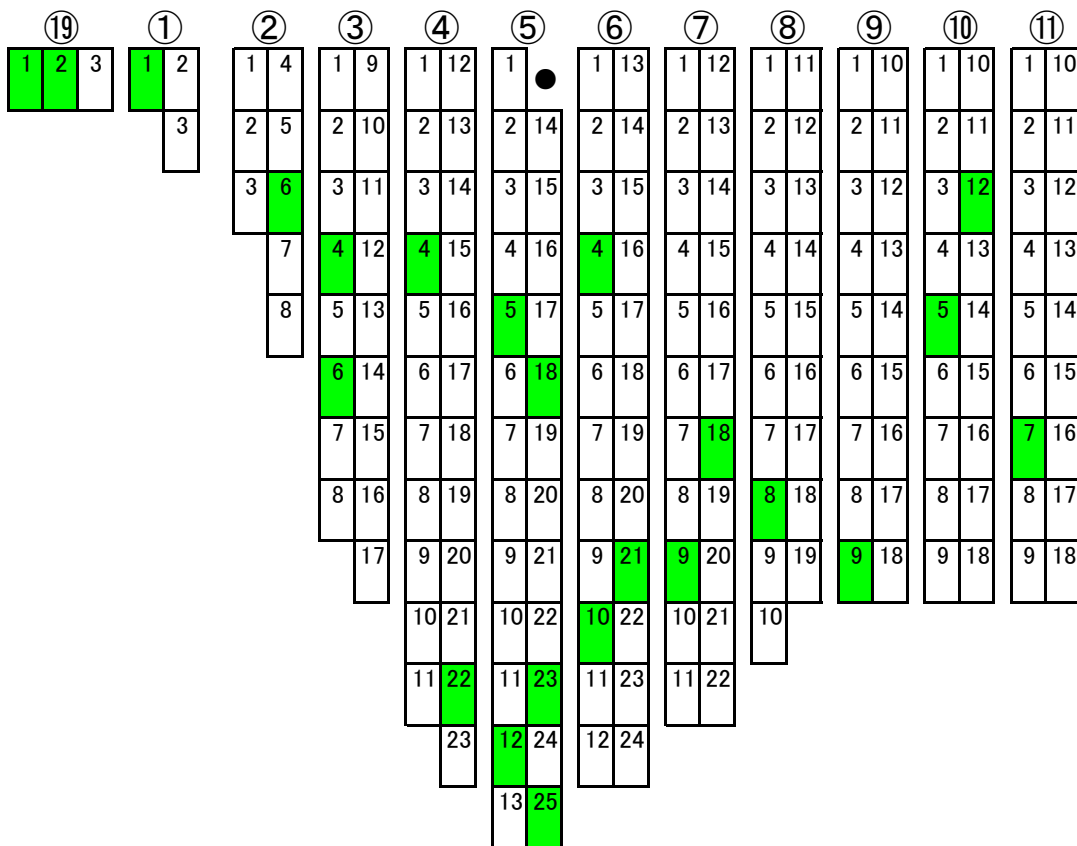 ⑲ ① ② ③ ④ ⑤ ⑥ ⑦ ⑧ ⑨ ⑩ ⑪
1 2 3 1 2 1 4 1 9 1 12 1 ● 1 13 1 12 1 11 1 10 1 10 1 10
3 2 5 2 10 2 13 2 14 2 14 2 13 2 12 2 11 2 11 2 11
3 6 3 11 3 14 3 15 3 15 3 14 3 13 3 12 3 12 3 12
7 4 12 4 15 4 16 4 16 4 15 4 14 4 13 4 13 4 13
8 5 13 5 16 5 17 5 17 5 16 5 15 5 14 5 14 5 14
6 14 6 17 6 18 6 18 6 17 6 16 6 15 6 15 6 15
7 15 7 18 7 19 7 19 7 18 7 17 7 16 7 16 7 16
8 16 8 19 8 20 8 20 8 19 8 18 8 17 8 17 8 17
17 9 20 9 21 9 21 9 20 9 19 9 18 9 18 9 18
10 21 10 22 10 22 10 21 10
11 22 11 23 11 23 11 22
23 12 24 12 24
13 25